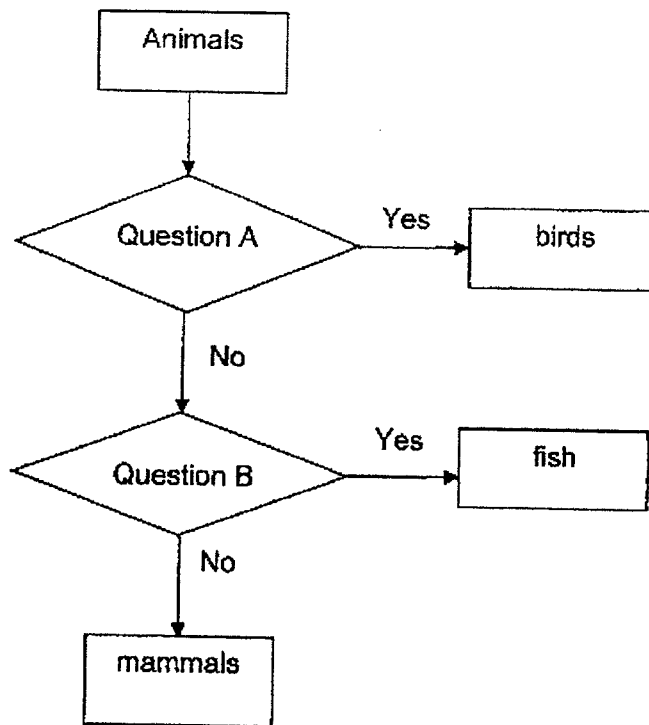 Animals
Question A
Yes
birds
No
Question B
Yes
fish
No
mammals